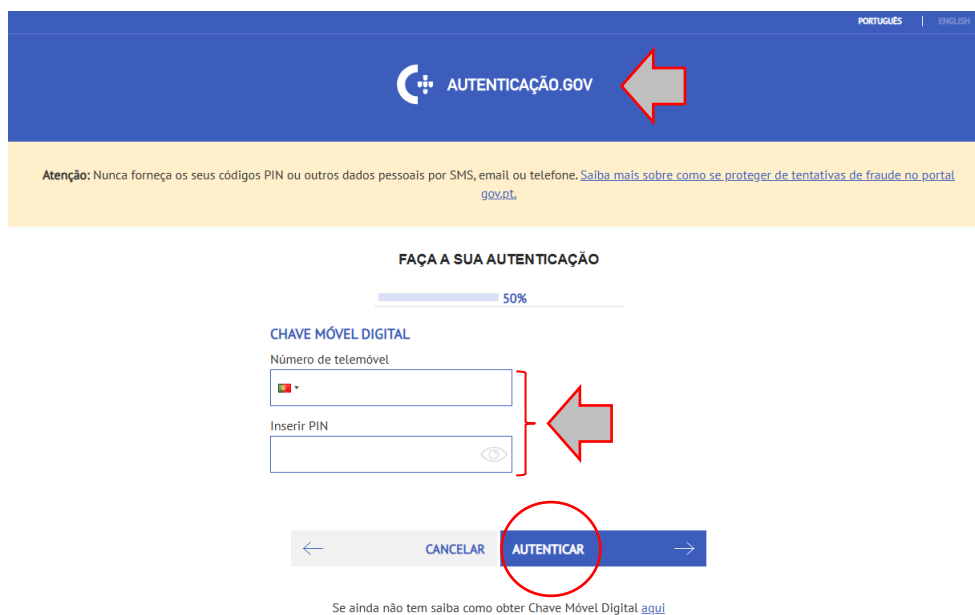 PORTUGUÊS | ENGLISH
AUTENTICAÇÃO.GOV
Atenção: Nunca forneça os seus códigos PIN ou outros dados pessoais por SMS, email ou telefone. Saiba mais sobre como se proteger de tentativas de fraude no portal
gov.pt.
FAÇA A SUA AUTENTICAÇÃO
50%
CHAVE MÓVEL DIGITAL
Número de telemóvel
Inserir PIN
CANCELAR AUTENTICAR
Se ainda não tem saiba como obter Chave Móvel Digital aqui